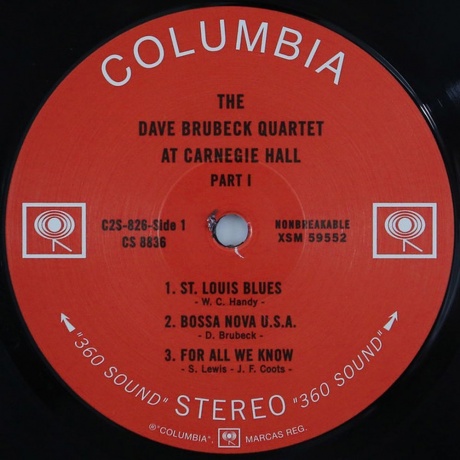 COLUMBIA
THE
DAVE BRUBECK QUARTET
AT CARNEGIE HALL
PART I
C2S-826-Side 1
CS 8836
NONBREAKABLE
XSM 59552
1. ST. LOUIS BLUES
- W. C. Handy -
2. BOSSA NOVA U.S.A.
- D. Brubeck -
3. FOR ALL WE KNOW
- S. Lewis - J. F. Coots -
"360 SOUND" STEREO "360 SOUND"
® "COLUMBIA", MARCAS REG.